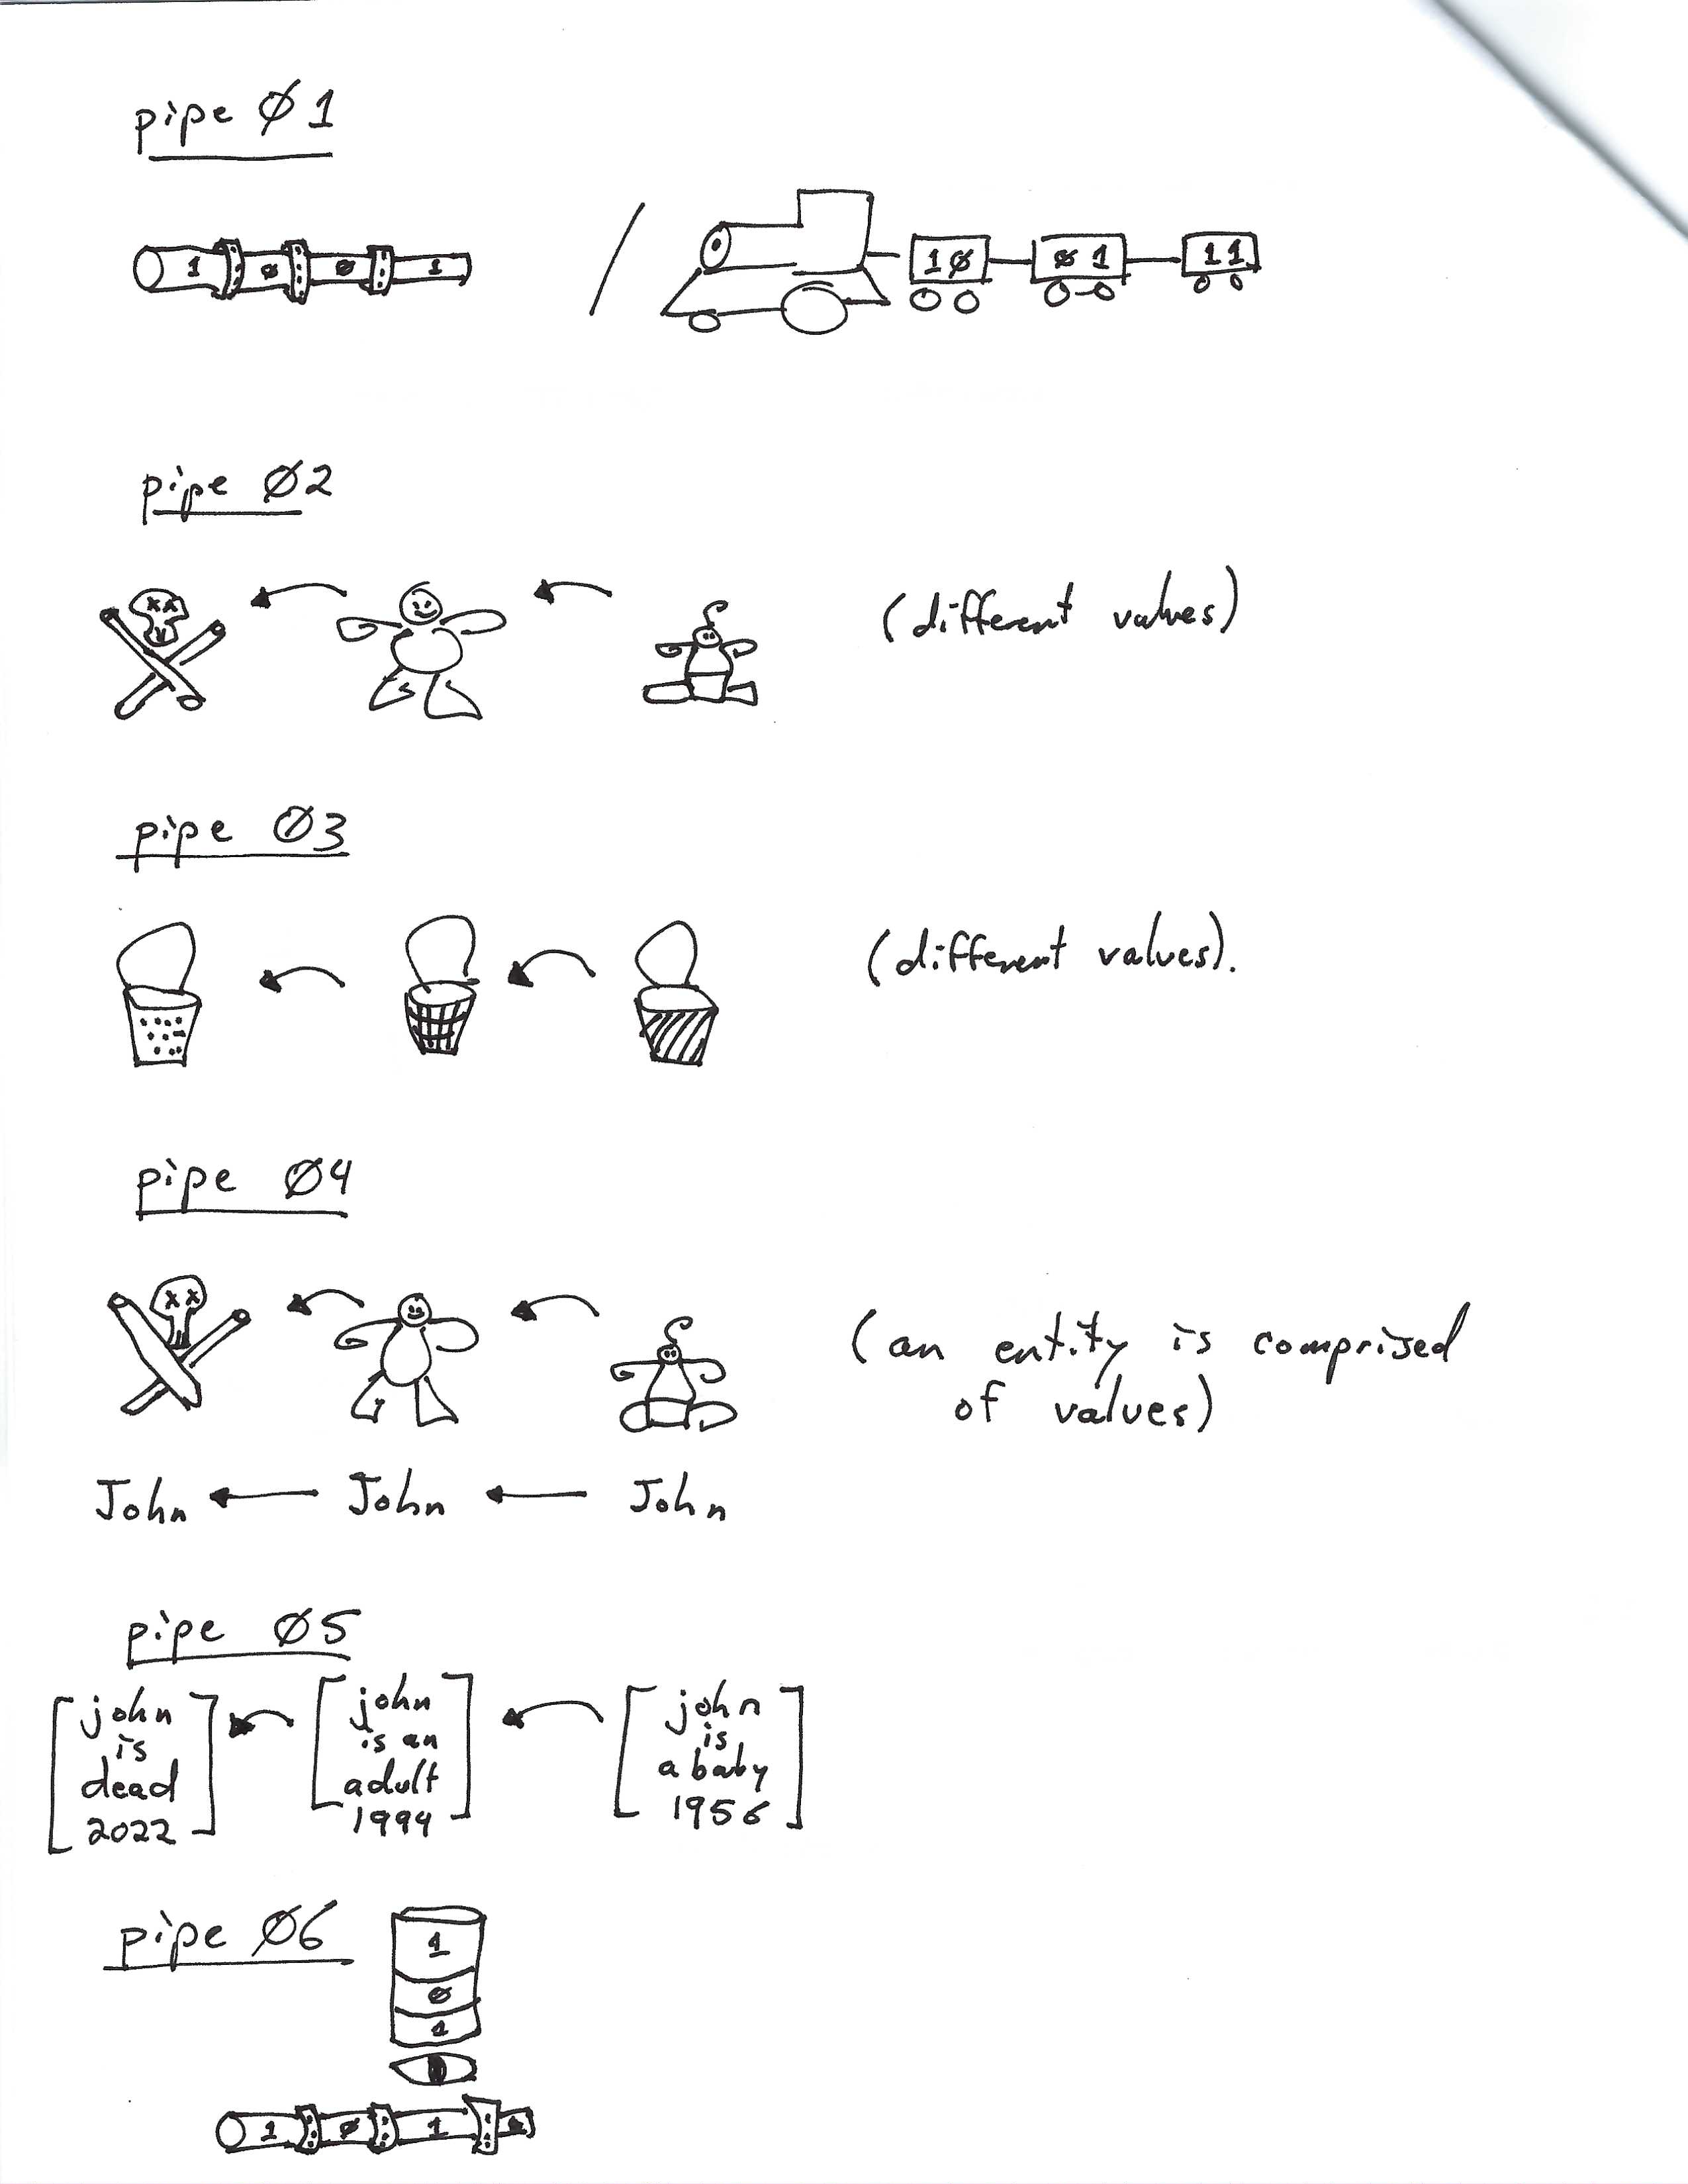 pipe Ø1
1 Ø Ø 1 / 1Ø Ø1 11
pipe Ø2
(different values)
pipe Ø3
(different values).
pipe Ø4
(an entity is comprised
of values)
John John John
pipe Ø5
john
is
dead
2022
john
is an
adult
1994
john
is
a baby
1956
pipe Ø6
1
Ø
1
1 Ø 1